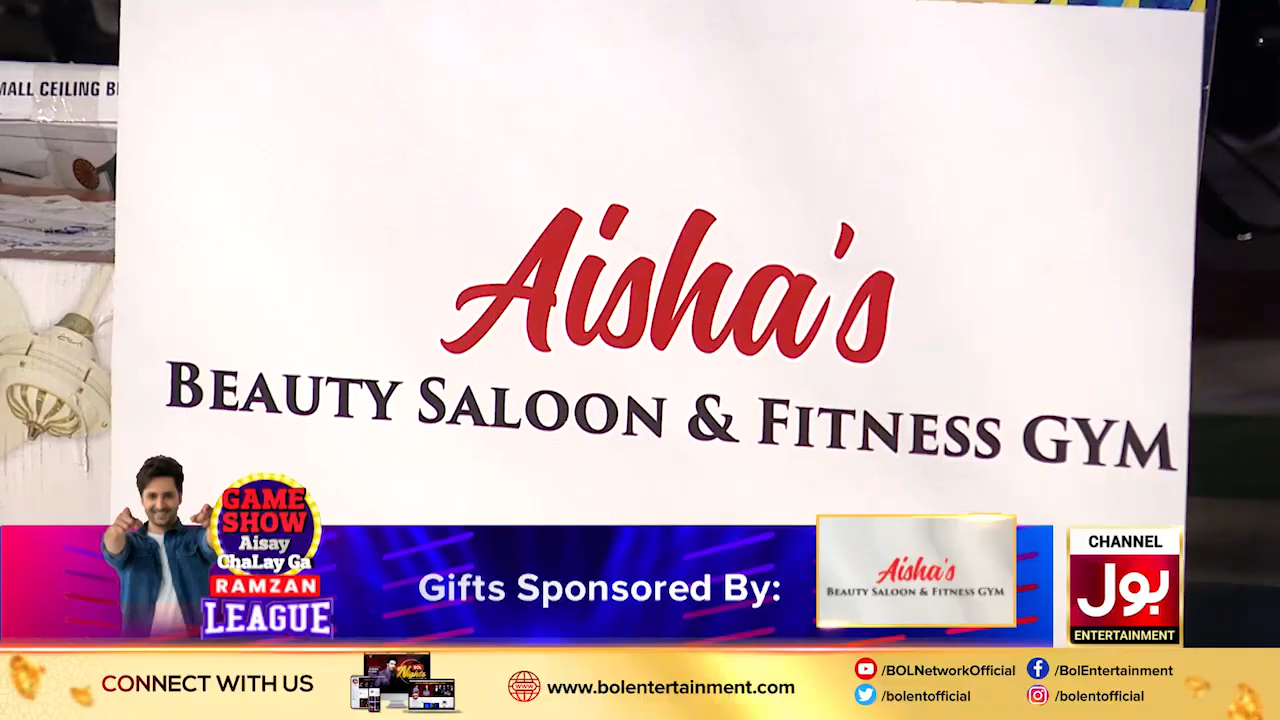 MALL CEILING B
Aisha's
BEAUTY SALOON & FITNESS GYM
GAME
SHOW
Aisay
ChaLay Ga
RAMZAN
LEAGUE
Gifts Sponsored By:
Aisha's
BEAUTY SALOON & FITNESS GYM
CHANNEL
بول
ENTERTAINMENT
CONNECT WITH US
www.bolentertainment.com
/BOLNetworkOfficial
/BolEntertainment
/bolentofficial
/bolentofficial